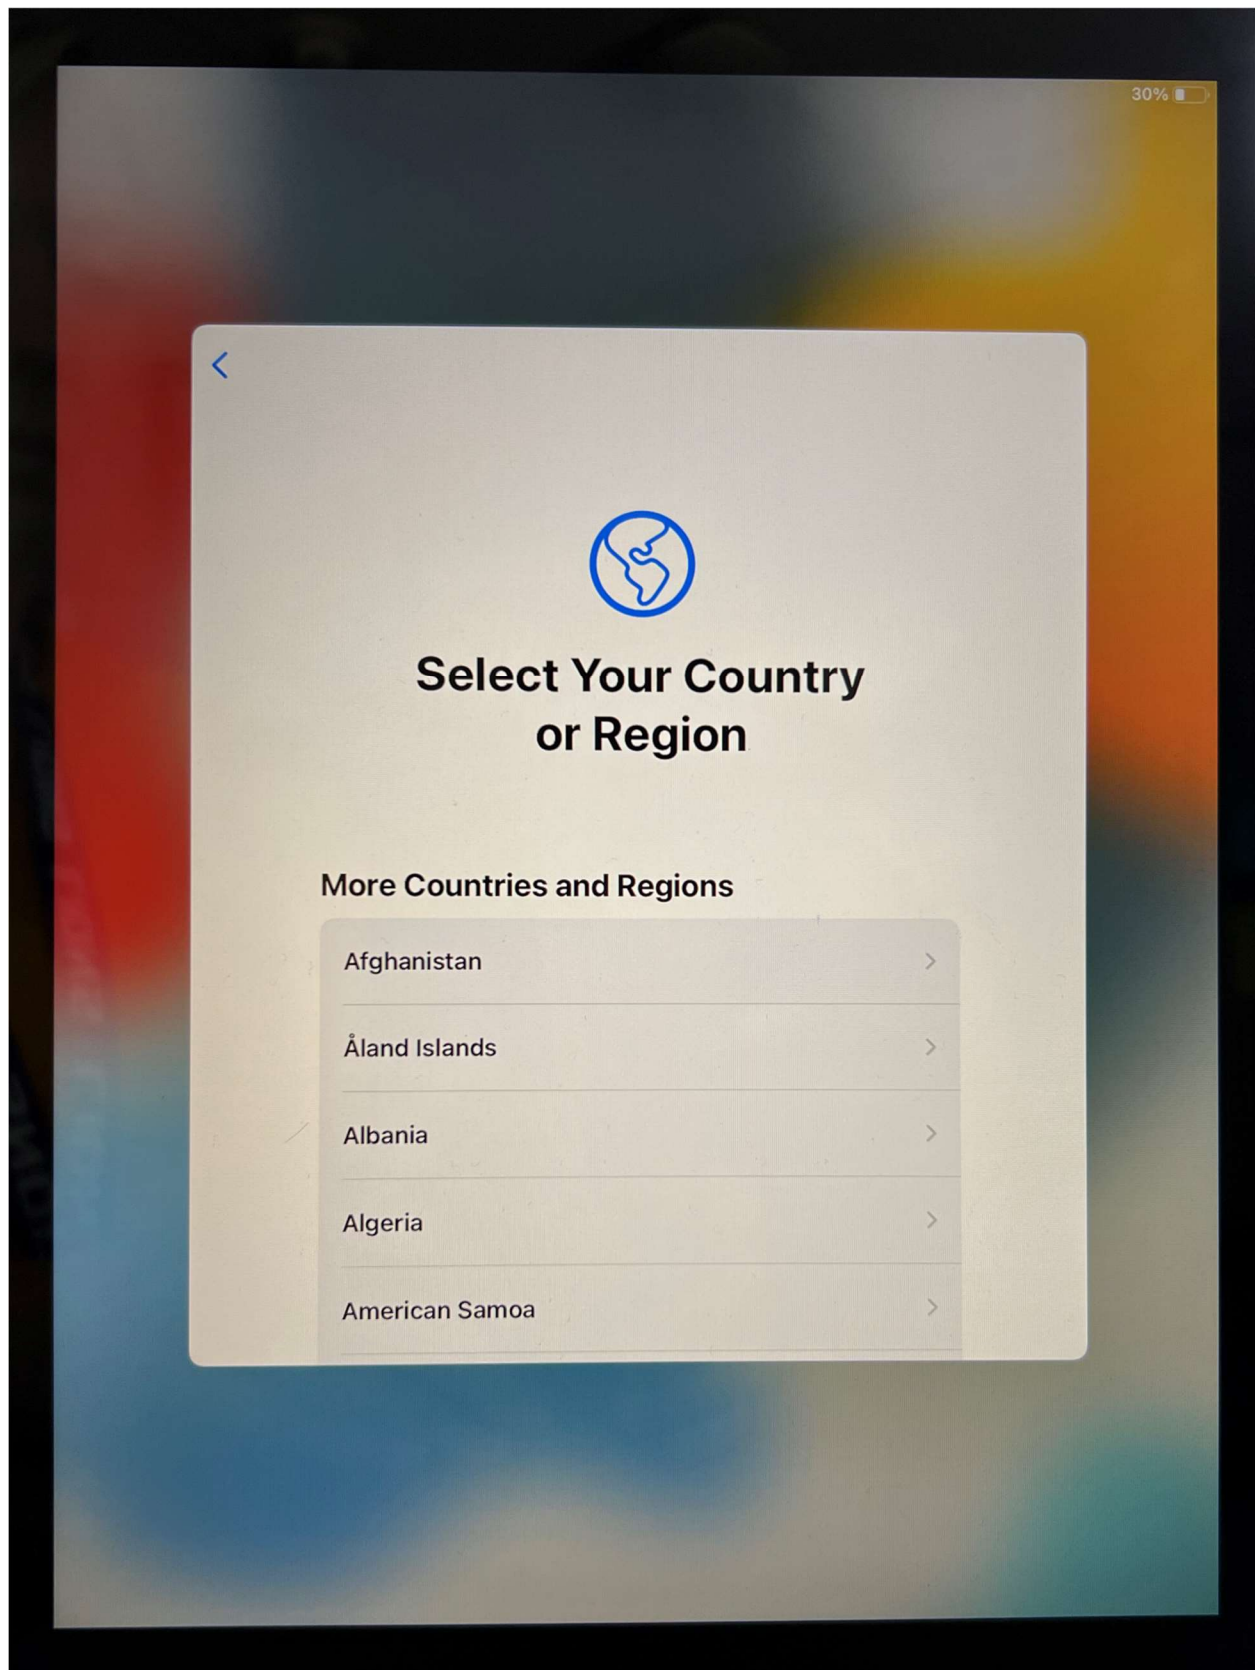 30%
Select Your Country
or Region
More Countries and Regions
Afghanistan
Åland Islands
Albania
Algeria
American Samoa